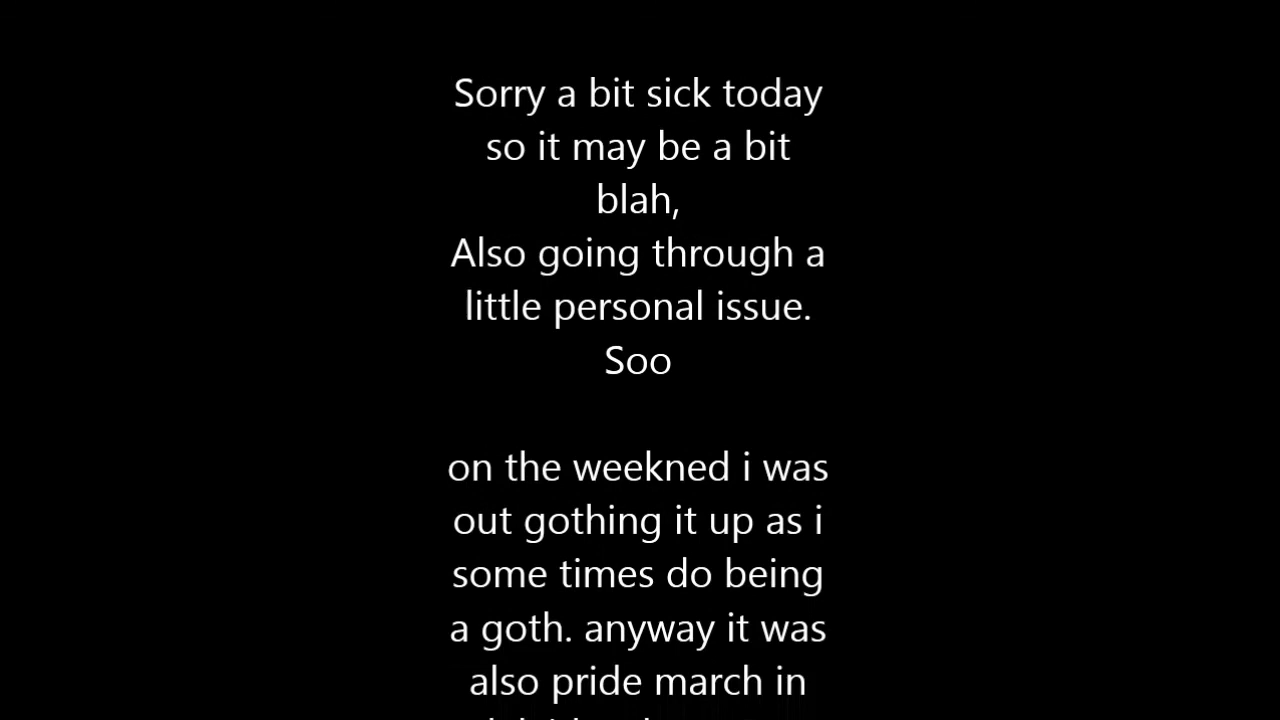 Sorry a bit sick today
so it may be a bit
blah,
Also going through a
little personal issue.
Soo
on the weekned i was
out gothing it up as i
some times do being
a goth. anyway it was
also pride march in